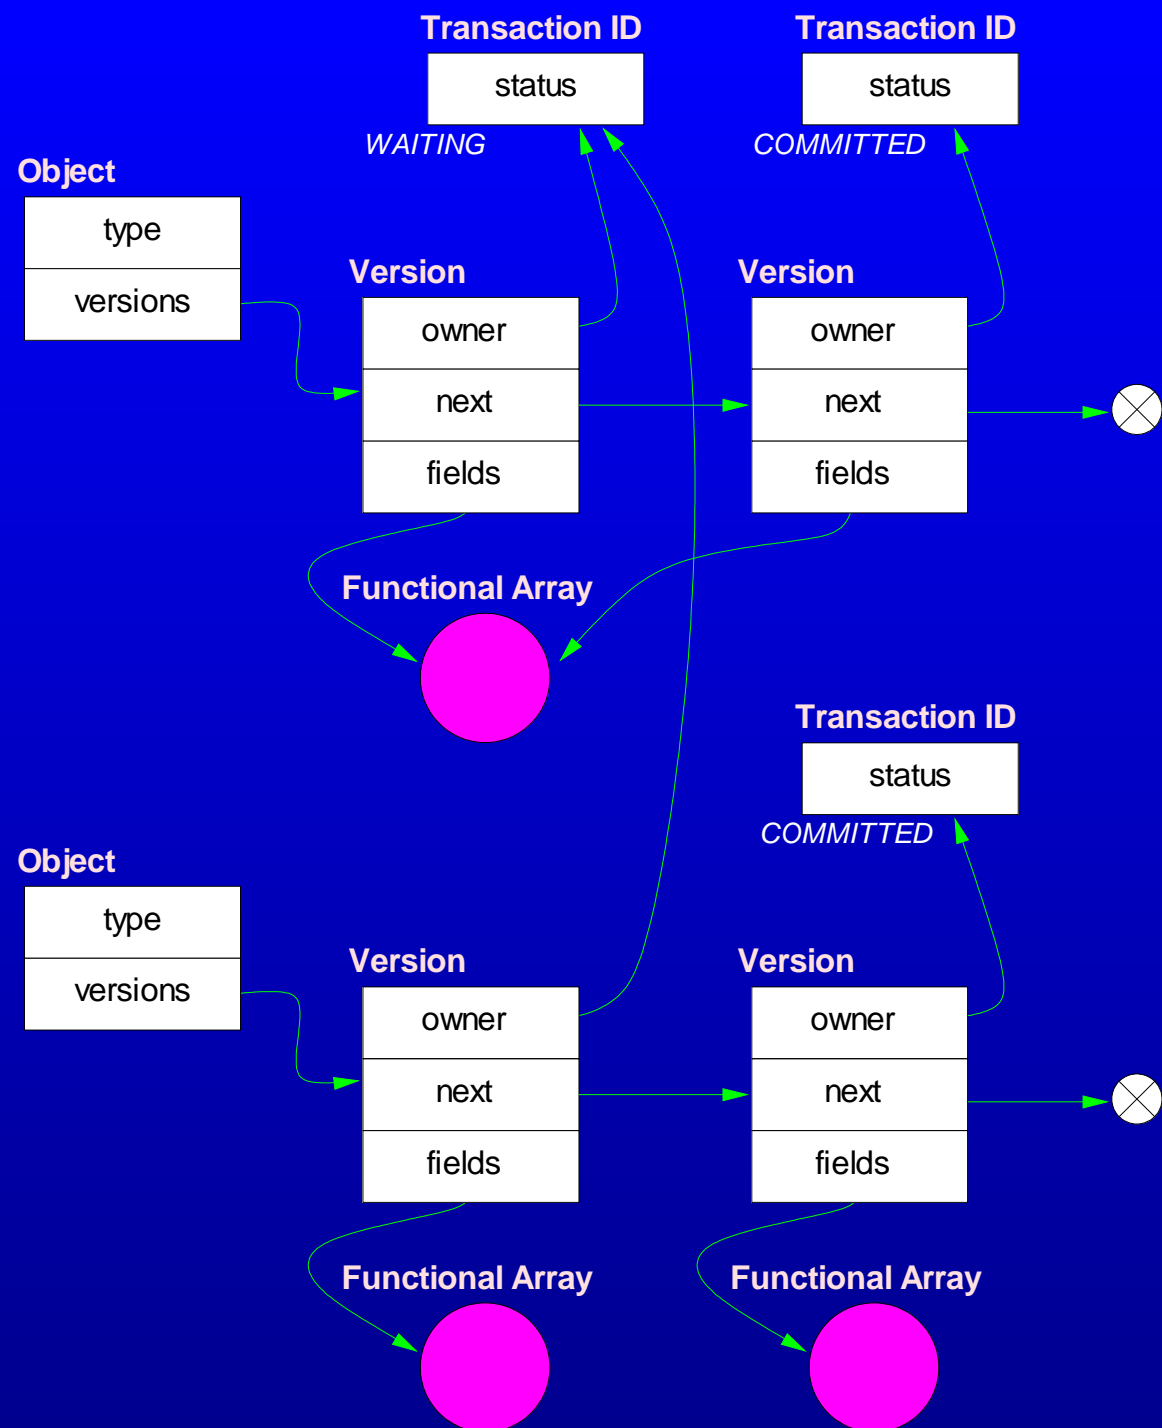 Transaction ID
Transaction ID
status
status
WAITING
COMMITTED
Object
type
versions
Version
Version
owner
owner
next
next
fields
fields
Functional Array
Transaction ID
status
COMMITTED
Object
type
versions
Version
Version
owner
owner
next
next
fields
fields
Functional Array
Functional Array